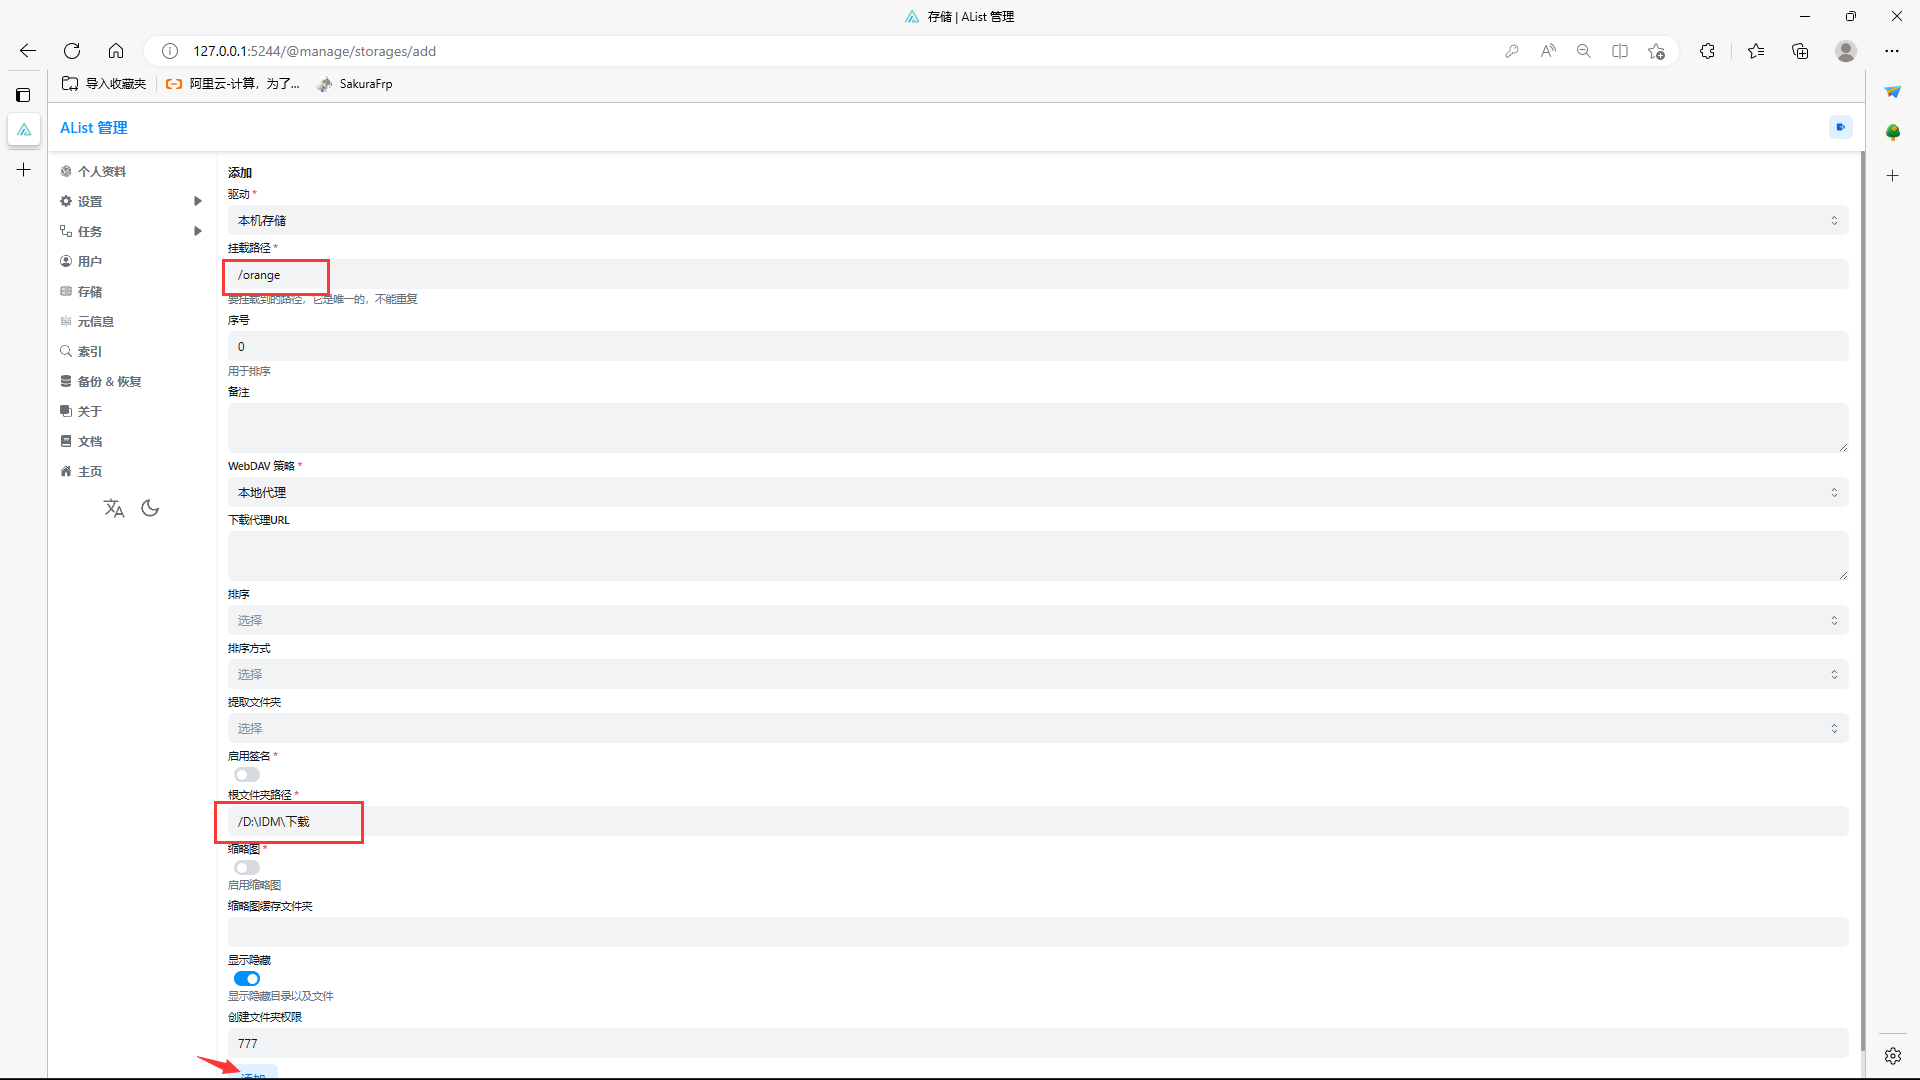 存储 | AList 管理
127.0.0.1:5244/@manage/storages/add
导入收藏夹
阿里云-计算，为了...
SakuraFrp
AList 管理
个人资料
设置
任务
用户
存储
元信息
索引
备份 & 恢复
关于
文档
主页
添加
驱动 *
本机存储
挂载路径 *
/orange
要挂载到的路径，它是唯一的，不能重复
序号
0
用于排序
备注
WebDAV 策略 *
本地代理
下载代理URL
排序
选择
排序方式
选择
提取文件夹
选择
启用签名 *
根文件夹路径 *
/D:\IDM\下载
缩略图 *
启用缩略图
缩略图缓存文件夹
显示隐藏
显示隐藏目录以及文件
创建文件夹权限
777
添加